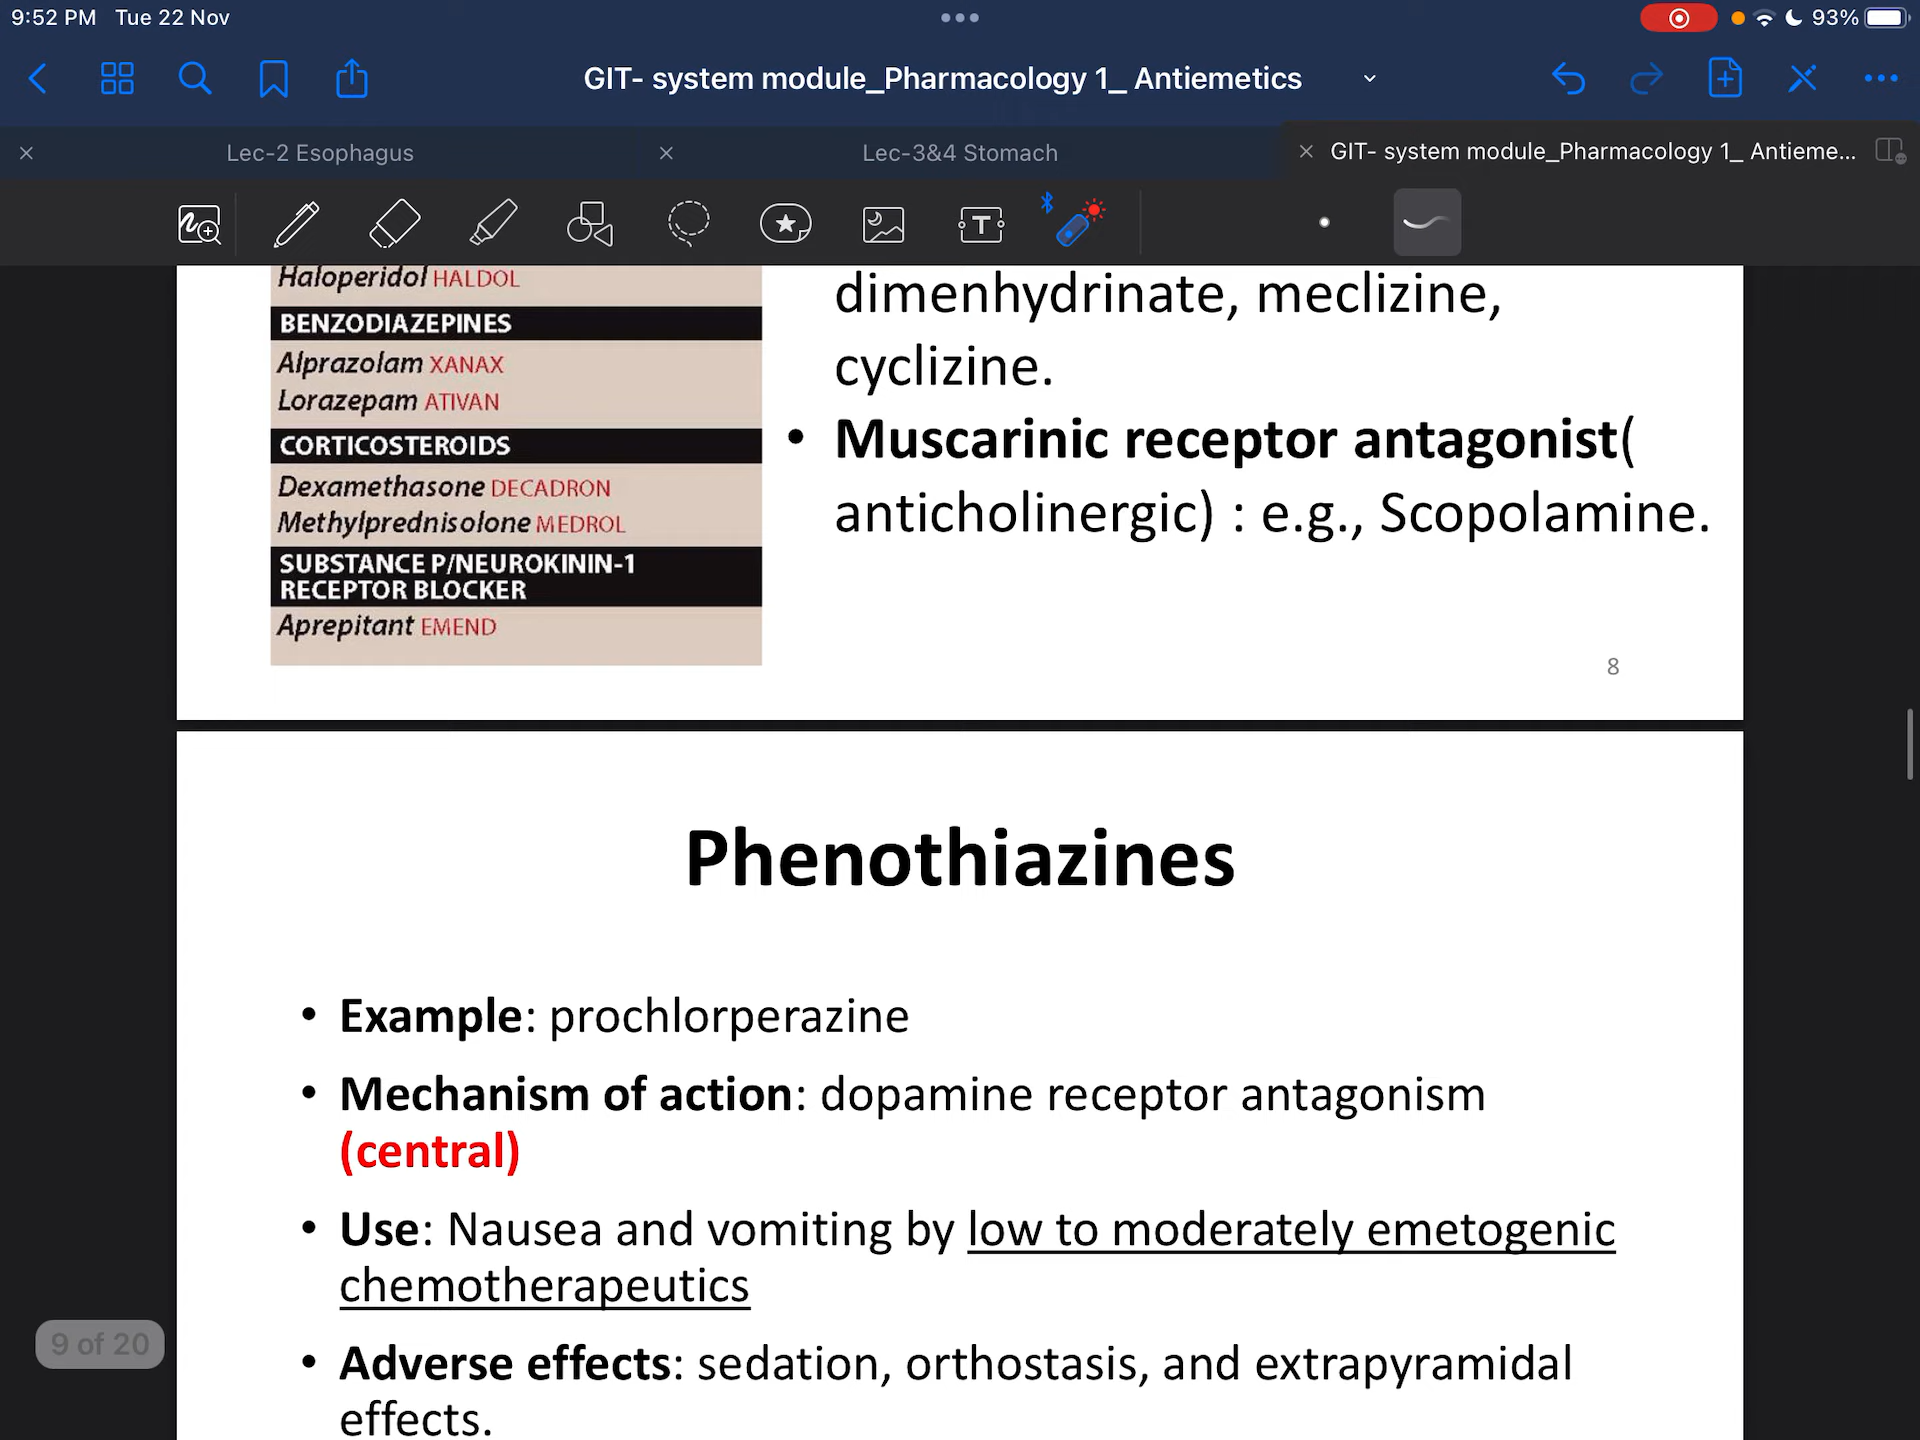 9:52 PM Tue 22 Nov
93%
GIT- system module_Pharmacology 1_ Antiemetics
Lec-2 Esophagus
Lec-3&4 Stomach
GIT- system module_Pharmacology 1_ Antieme...
T
Haloperidol HALDOL
BENZODIAZEPINES
Alprazolam XANAX
Lorazepam ATIVAN
CORTICOSTEROIDS
Dexamethasone DECADRON
Methylprednisolone MEDROL
SUBSTANCE P/NEUROKININ-1
RECEPTOR BLOCKER
Aprepitant EMEND
dimenhydrinate, meclizine,
cyclizine.
• Muscarinic receptor antagonist(
anticholinergic) : e.g., Scopolamine.
8
Phenothiazines
• Example: prochlorperazine
• Mechanism of action: dopamine receptor antagonism
(central)
• Use: Nausea and vomiting by low to moderately emetogenic
chemotherapeutics
• Adverse effects: sedation, orthostasis, and extrapyramidal
effects.
9 of 20